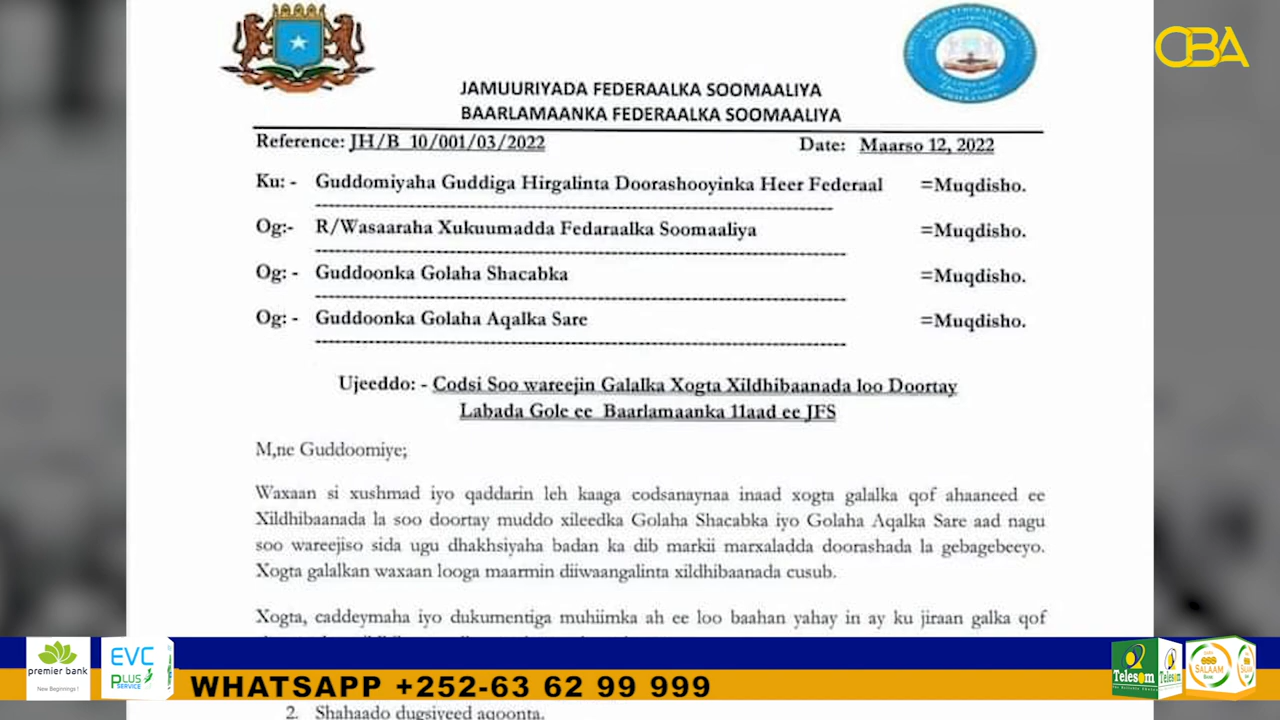 CBA
JAMUURIYADA FEDERAALKA SOOMAALIYA
BAARLAMAANKA FEDERAALKA SOOMAALIYA
Reference: JH/B 10/001/03/2022 Date: Maarso 12, 2022
Ku: - Guddomiyaha Guddiga Hirgalinta Doorashooyinka Heer Federaal =Muqdisho.
Og:- R/Wasaaraha Xukuumadda Fedaraalka Soomaaliya =Muqdisho.
Og: - Guddoonka Golaha Shacabka =Muqdisho.
Og: - Guddoonka Golaha Aqalka Sare =Muqdisho.
Ujeeddo: - Codsi Soo wareejin Galalka Xogta Xildhibaanada loo Doortay
Labada Gole ee Baarlamaanka 11aad ee JFS
M,ne Guddoomiye;
Waxaan si xushmad iyo qaddarin leh kaaga codsanaynaa inaad xogta galalka qof ahaaneed ee
Xildhibaanada la soo doortay muddo xileedka Golaha Shacabka iyo Golaha Aqalka Sare aad nagu
soo wareejiso sida ugu dhakhsiyaha badan ka dib markii marxaladda doorashada la gebagebeeyo.
Xogta galalkan waxaan looga maarmin diiwaangalinta xildhibaanada cusub.
Xogta, caddeymaha iyo dukumentiga muhiimka ah ee loo baahan yahay in ay ku jiraan galka qof
premier bank
New Beginnings !
EVC
PLUS
SERVICE
WHATSAPP +252-63 62 99 999
Telesom
SALAAM
2. Shahaado dugsiyeed aqoonta.